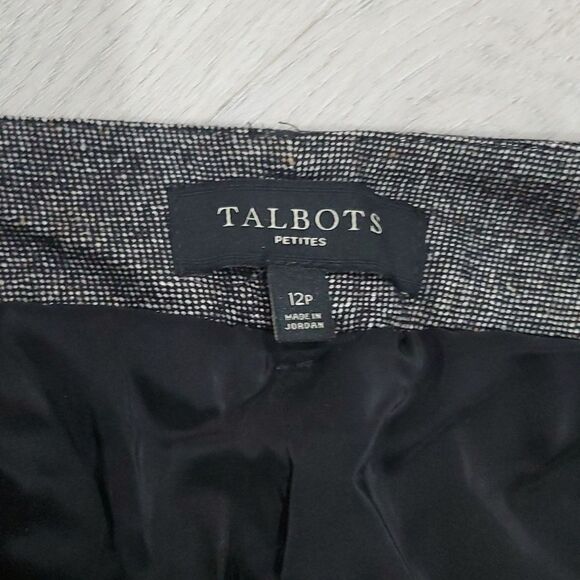 TALBOTS
PETITES
12P
MADE IN
JORDAN